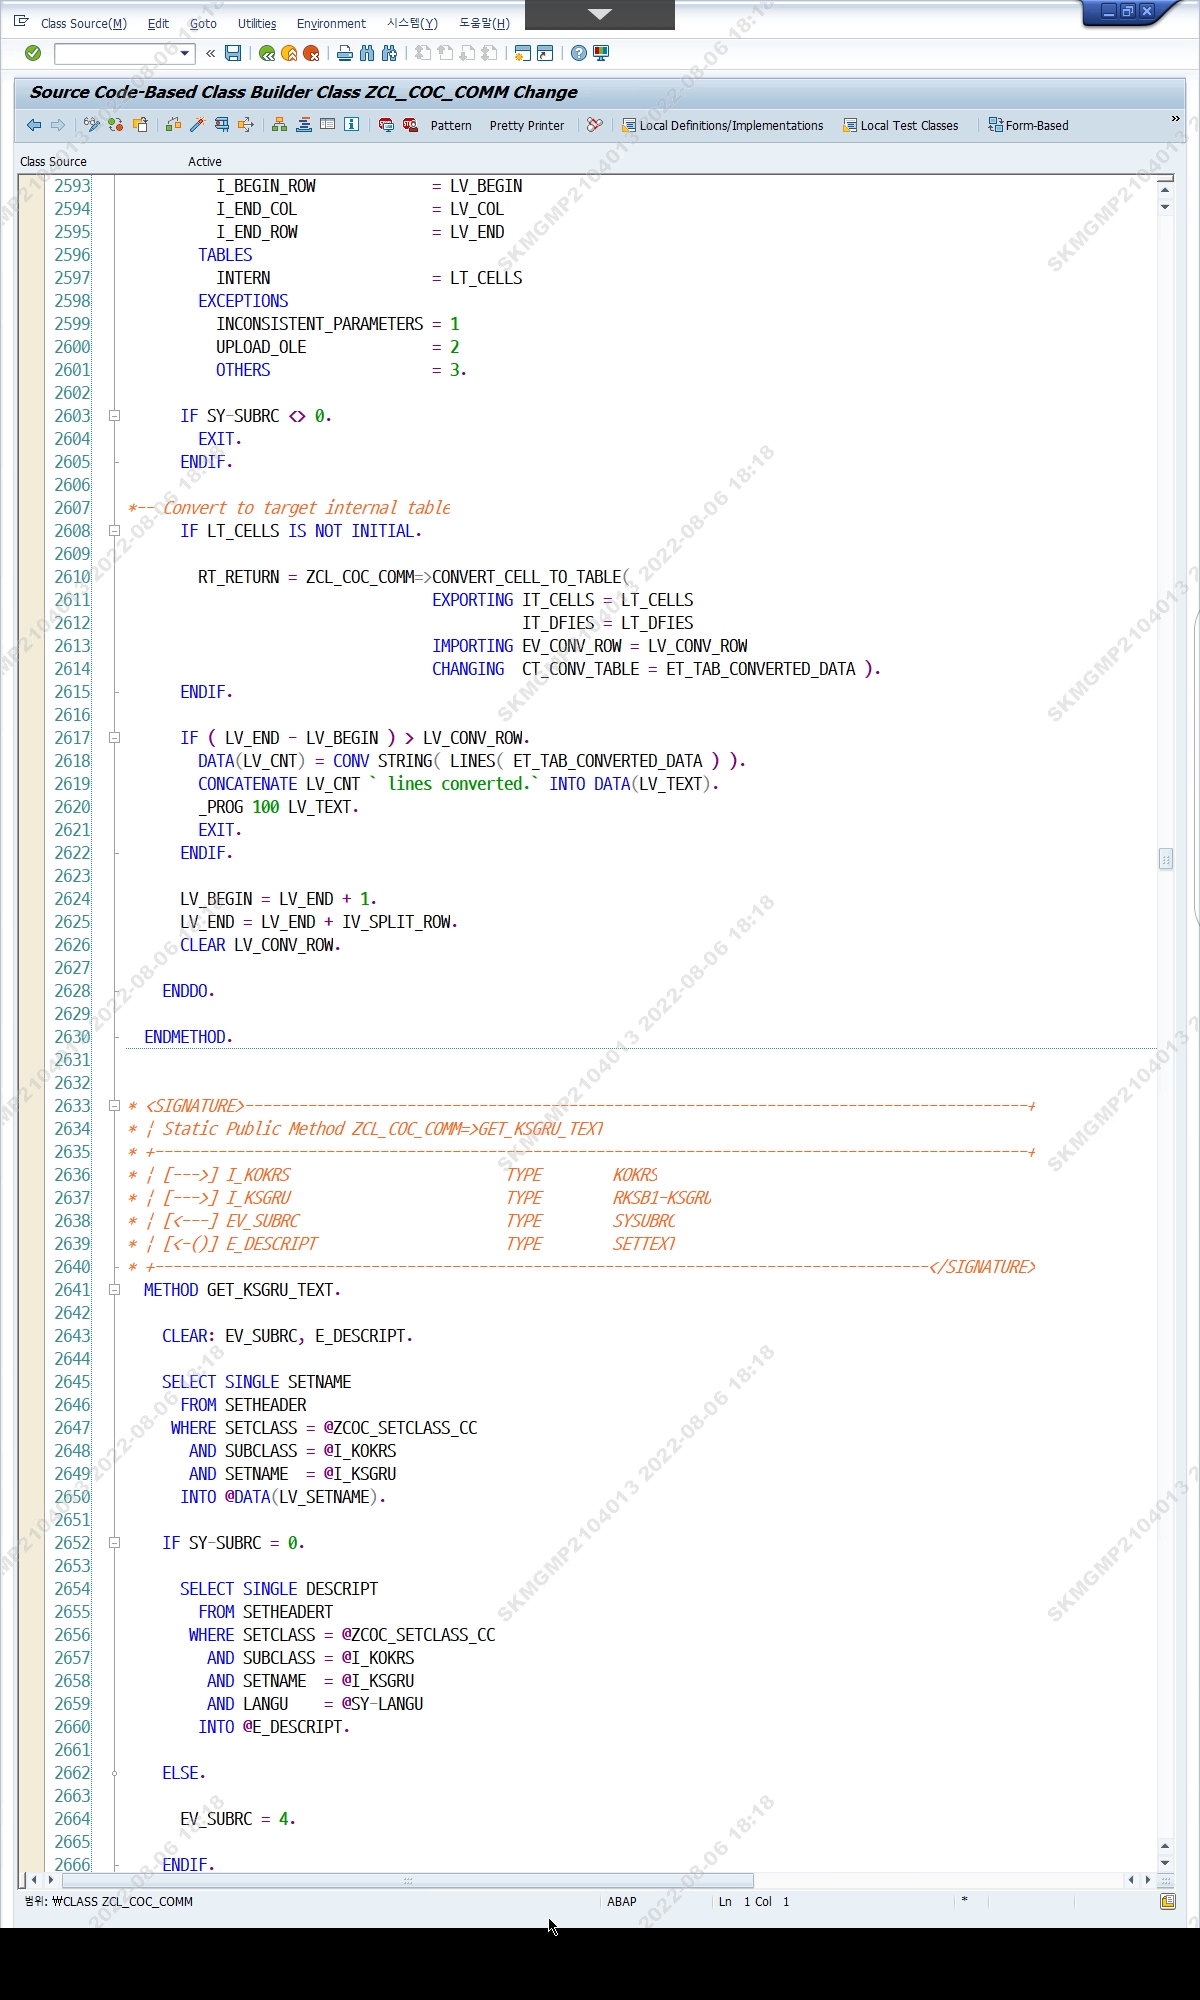 Class Source(M) Edit Goto Utilities Environment 시스템(Y) 도움말(H)
Source Code-Based Class Builder Class ZCL_COC_COMM Change
Pattern Pretty Printer Local Definitions/Implementations Local Test Classes Form-Based
Class Source Active
2593 I_BEGIN_ROW = LV_BEGIN
2594 I_END_COL = LV_COL
2595 I_END_ROW = LV_END
2596 TABLES
2597 INTERN = LT_CELLS
2598 EXCEPTIONS
2599 INCONSISTENT_PARAMETERS = 1
2600 UPLOAD_OLE = 2
2601 OTHERS = 3.
2602
2603 IF SY-SUBRC <> 0.
2604 EXIT.
2605 ENDIF.
2606
2607 *-- Convert to target internal table
2608 IF LT_CELLS IS NOT INITIAL.
2609
2610 RT_RETURN = ZCL_COC_COMM=>CONVERT_CELL_TO_TABLE(
2611 EXPORTING IT_CELLS = LT_CELLS
2612 IT_DFIES = LT_DFIES
2613 IMPORTING EV_CONV_ROW = LV_CONV_ROW
2614 CHANGING CT_CONV_TABLE = ET_TAB_CONVERTED_DATA ).
2615 ENDIF.
2616
2617 IF ( LV_END - LV_BEGIN ) > LV_CONV_ROW.
2618 DATA(LV_CNT) = CONV STRING( LINES( ET_TAB_CONVERTED_DATA ) ).
2619 CONCATENATE LV_CNT ` lines converted.` INTO DATA(LV_TEXT).
2620 _PROG 100 LV_TEXT.
2621 EXIT.
2622 ENDIF.
2623
2624 LV_BEGIN = LV_END + 1.
2625 LV_END = LV_END + IV_SPLIT_ROW.
2626 CLEAR LV_CONV_ROW.
2627
2628 ENDDO.
2629
2630 ENDMETHOD.
2631
2632
2633 * <SIGNATURE>---------------------------------------------------------------------------------------+
2634 * | Static Public Method ZCL_COC_COMM=>GET_KSGRU_TEXT
2635 * +-------------------------------------------------------------------------------------------------+
2636 * | [--->] I_KOKRS TYPE KOKRS
2637 * | [--->] I_KSGRU TYPE RKSB1-KSGRU
2638 * | [<---] EV_SUBRC TYPE SYSUBRC
2639 * | [<-()] E_DESCRIPT TYPE SETTEXT
2640 * +--------------------------------------------------------------------------------------</SIGNATURE>
2641 METHOD GET_KSGRU_TEXT.
2642
2643 CLEAR: EV_SUBRC, E_DESCRIPT.
2644
2645 SELECT SINGLE SETNAME
2646 FROM SETHEADER
2647 WHERE SETCLASS = @ZCOC_SETCLASS_CC
2648 AND SUBCLASS = @I_KOKRS
2649 AND SETNAME = @I_KSGRU
2650 INTO @DATA(LV_SETNAME).
2651
2652 IF SY-SUBRC = 0.
2653
2654 SELECT SINGLE DESCRIPT
2655 FROM SETHEADERT
2656 WHERE SETCLASS = @ZCOC_SETCLASS_CC
2657 AND SUBCLASS = @I_KOKRS
2658 AND SETNAME = @I_KSGRU
2659 AND LANGU = @SY-LANGU
2660 INTO @E_DESCRIPT.
2661
2662 ELSE.
2663
2664 EV_SUBRC = 4.
2665
2666 ENDIF.
범위: ₩CLASS ZCL_COC_COMM ABAP Ln 1 Col 1 *
SKMGMP2104013 2022-08-06 18:18